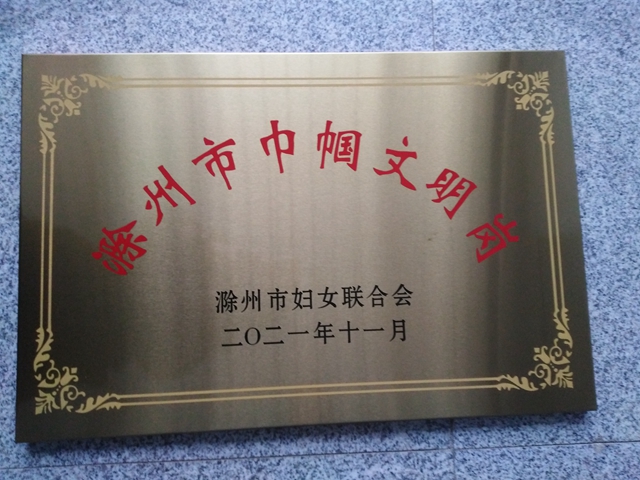 滁州市巾帼文明岗
滁州市妇女联合会
二〇二一年十一月